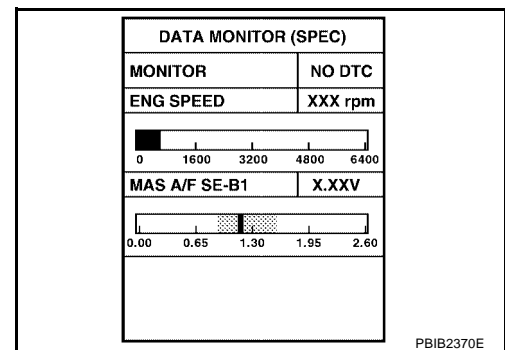 DATA MONITOR (SPEC)
MONITOR NO DTC
ENG SPEED XXX rpm
0 1600 3200 4800 6400
MAS A/F SE-B1 X.XXV
0.00 0.65 1.30 1.95 2.60
PBIB2370E